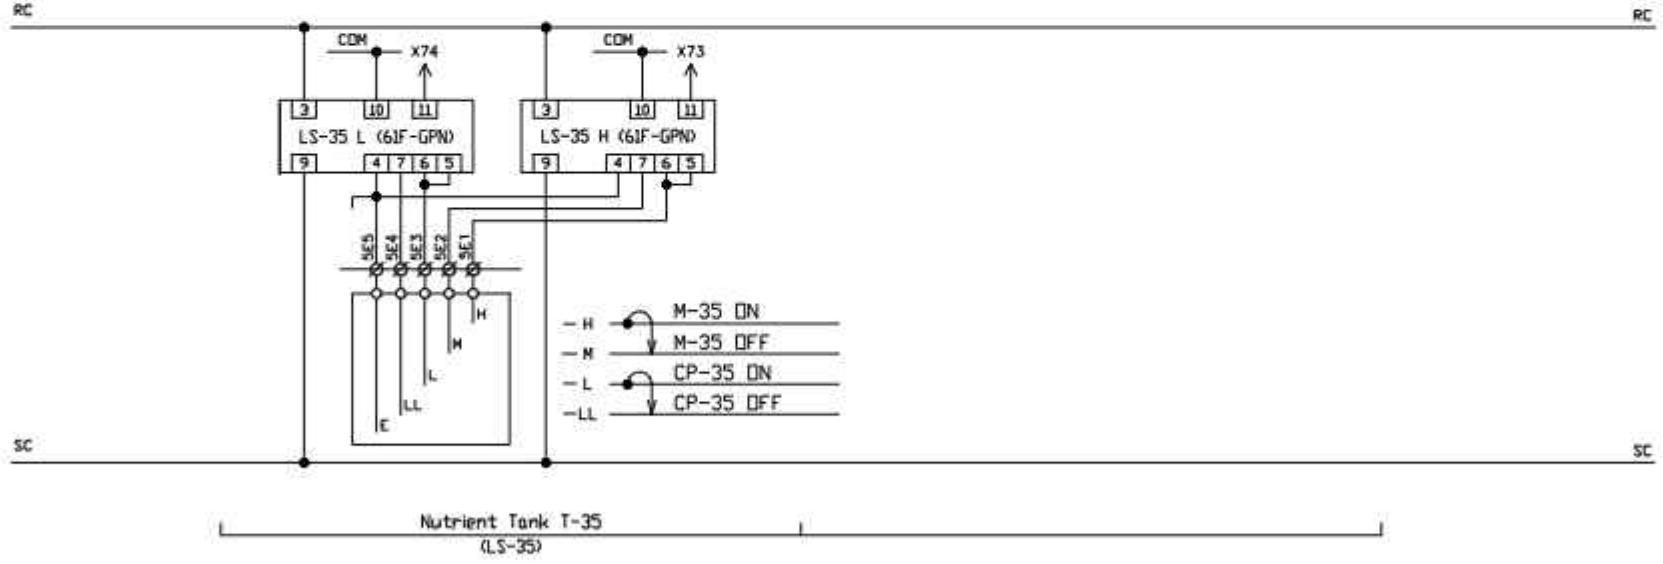 RC RC
COM COM
X74 X73
3 10 11 3 10 11
LS-35 L (61F-GPN) LS-35 H (61F-GPN)
9 4 7 6 5 9 4 7 6 5
SE5 SE4 SE3 SE2 SE1
H
M
L
LL
E
- H M-35 ON
- M M-35 OFF
- L CP-35 ON
-LL CP-35 OFF
SC SC
Nutrient Tank T-35
(LS-35)